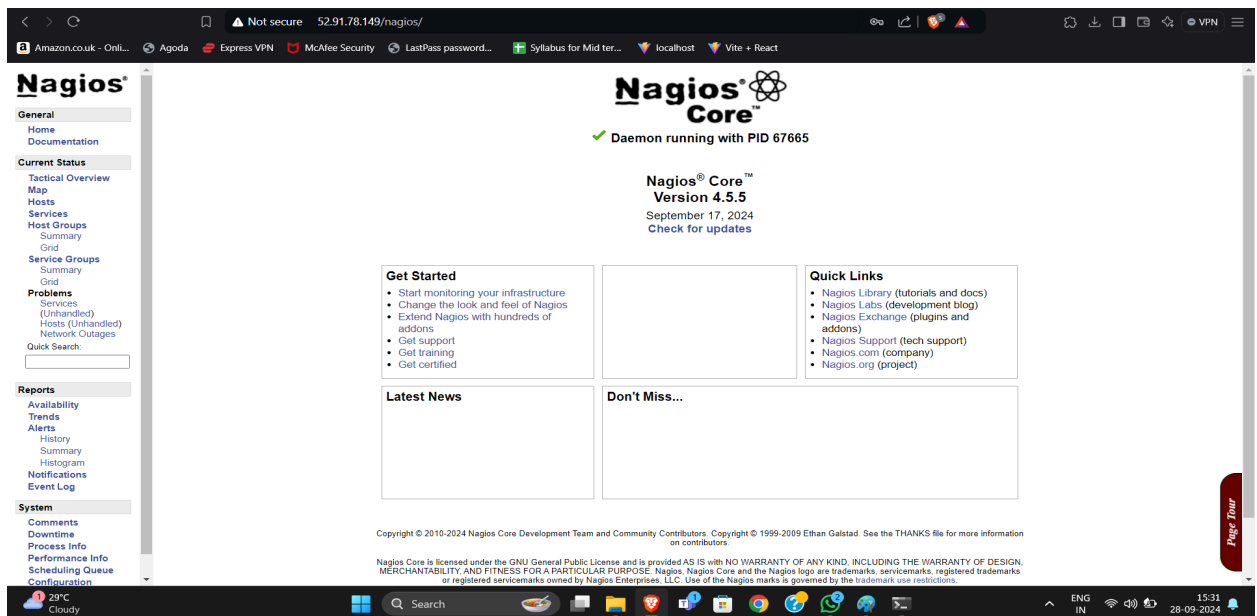 Not secure 52.91.78.149/nagios/
VPN
Amazon.co.uk - Onli... Agoda Express VPN McAfee Security LastPass password... Syllabus for Mid ter... localhost Vite + React
Nagios®
General
Home
Documentation
Current Status
Tactical Overview
Map
Hosts
Services
Host Groups
Summary
Grid
Service Groups
Summary
Grid
Problems
Services
(Unhandled)
Hosts (Unhandled)
Network Outages
Quick Search:
Reports
Availability
Trends
Alerts
History
Summary
Histogram
Notifications
Event Log
System
Comments
Downtime
Process Info
Performance Info
Scheduling Queue
Configuration
Nagios®
Core™
Daemon running with PID 67665
Nagios® Core™
Version 4.5.5
September 17, 2024
Check for updates
Get Started
• Start monitoring your infrastructure
• Change the look and feel of Nagios
• Extend Nagios with hundreds of
addons
• Get support
• Get training
• Get certified
Quick Links
• Nagios Library (tutorials and docs)
• Nagios Labs (development blog)
• Nagios Exchange (plugins and
addons)
• Nagios Support (tech support)
• Nagios.com (company)
• Nagios.org (project)
Latest News
Don't Miss...
Page Tour
Copyright © 2010-2024 Nagios Core Development Team and Community Contributors. Copyright © 1999-2009 Ethan Galstad. See the THANKS file for more information
on contributors.
Nagios Core is licensed under the GNU General Public License and is provided AS IS with NO WARRANTY OF ANY KIND, INCLUDING THE WARRANTY OF DESIGN,
MERCHANTABILITY, AND FITNESS FOR A PARTICULAR PURPOSE. Nagios, Nagios Core and the Nagios logo are trademarks, servicemarks, registered trademarks
or registered servicemarks owned by Nagios Enterprises, LLC. Use of the Nagios marks is governed by the trademark use restrictions.
1
29°C
Cloudy
Search
ENG
IN
15:31
28-09-2024